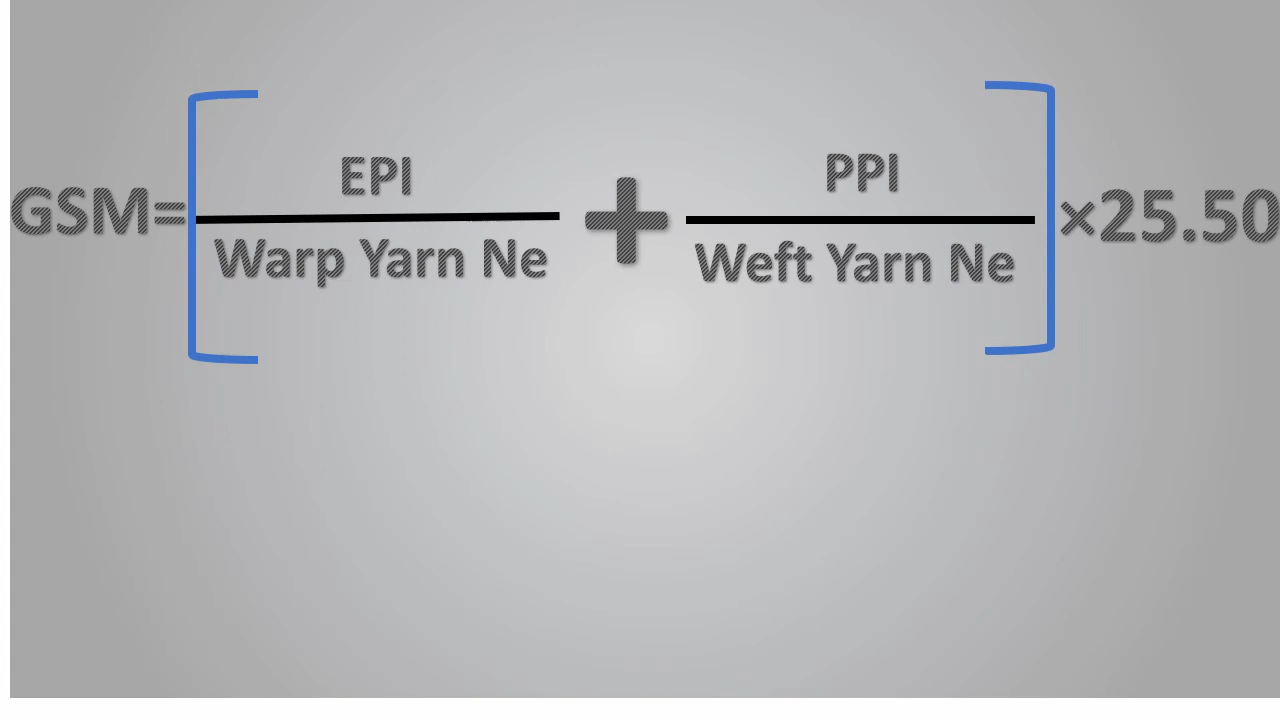 GSM= [ EPI / Warp Yarn Ne + PPI / Weft Yarn Ne ] ×25.50